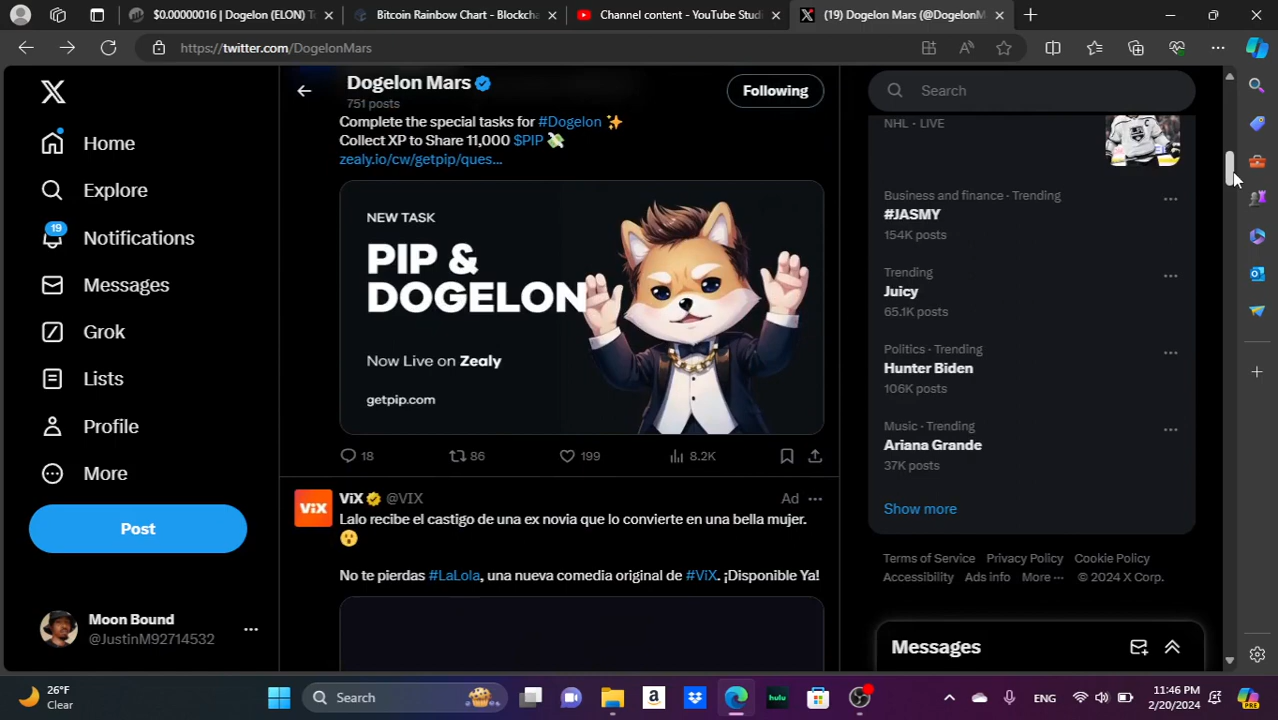 $0.00000016 | Dogelon (ELON) T
Bitcoin Rainbow Chart - Blockcha
Channel content - YouTube Studi
(19) Dogelon Mars (@DogelonM
https://twitter.com/DogelonMars
Home
Explore
19
Notifications
Messages
Grok
Lists
Profile
More
Post
Moon Bound
@JustinM92714532
Dogelon Mars
751 posts
Following
Complete the special tasks for #Dogelon ✨
Collect XP to Share 11,000 $PIP 💸
zealy.io/cw/getpip/ques...
NEW TASK
PIP &
DOGELON
Now Live on Zealy
getpip.com
18
86
199
8.2K
ViX
ViX @VIX
Ad
Lalo recibe el castigo de una ex novia que lo convierte en una bella mujer.
😯
No te pierdas #LaLola, una nueva comedia original de #ViX. ¡Disponible Ya!
Search
NHL · LIVE
Business and finance · Trending
#JASMY
154K posts
Trending
Juicy
65.1K posts
Politics · Trending
Hunter Biden
106K posts
Music · Trending
Ariana Grande
37K posts
Show more
Terms of Service Privacy Policy Cookie Policy
Accessibility Ads info More ··· © 2024 X Corp.
Messages
26°F
Clear
Search
hulu
ENG
11:46 PM
2/20/2024
PRE